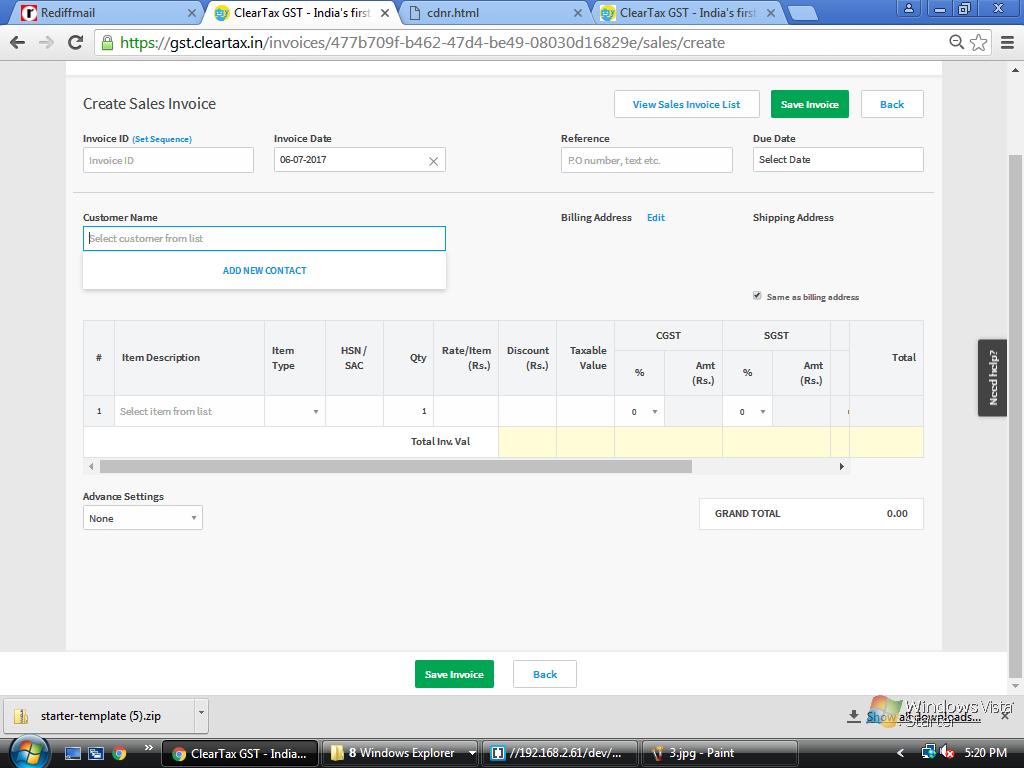 Rediffmail
ClearTax GST - India's first
cdnr.html
ClearTax GST - India's first
https://gst.cleartax.in/invoices/477b709f-b462-47d4-be49-08030d16829e/sales/create
Create Sales Invoice
View Sales Invoice List
Save Invoice
Back
Invoice ID (Set Sequence)
Invoice Date
Reference
Due Date
Invoice ID
06-07-2017
P.O number, text etc.
Select Date
Customer Name
Billing Address Edit
Shipping Address
Select customer from list
ADD NEW CONTACT
Same as billing address
# Item Description
Item Type
HSN / SAC
Qty
Rate/Item (Rs.)
Discount (Rs.)
Taxable Value
CGST
% Amt (Rs.)
SGST
% Amt (Rs.)
Total
1 Select item from list 1 0 0
Total Inv. Val
Advance Settings
None
GRAND TOTAL 0.00
Need help?
Save Invoice
Back
starter-template (5).zip
Show all downloads...
Windows Vista
Starter
ClearTax GST - India...
8 Windows Explorer
//192.168.2.61/dev/...
3.jpg - Paint
5:20 PM